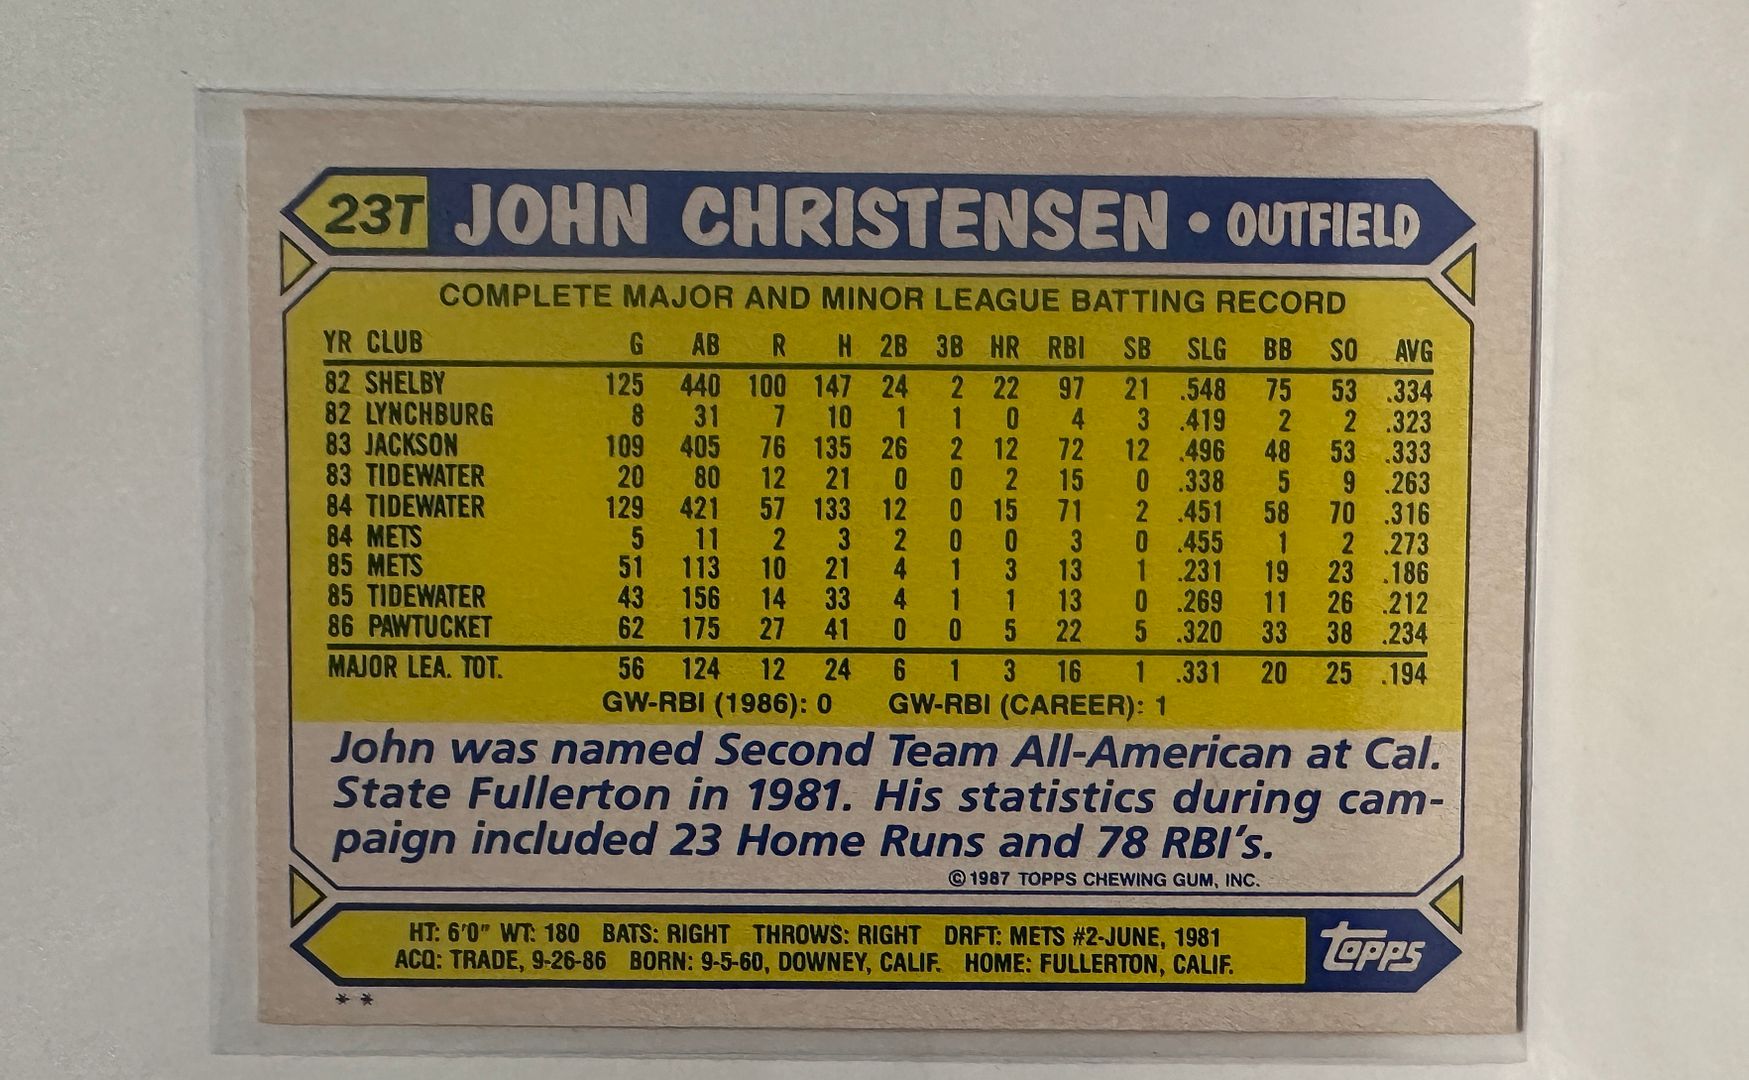 23T JOHN CHRISTENSEN • OUTFIELD
COMPLETE MAJOR AND MINOR LEAGUE BATTING RECORD
YR CLUB G AB R H 2B 3B HR RBI SB SLG BB SO AVG
82 SHELBY 125 440 100 147 24 2 22 97 21 .548 75 53 .334
82 LYNCHBURG 8 31 7 10 1 1 0 4 3 .419 2 2 .323
83 JACKSON 109 405 76 135 26 2 12 72 12 .496 48 53 .333
83 TIDEWATER 20 80 12 21 0 0 2 15 0 .338 5 9 .263
84 TIDEWATER 129 421 57 133 12 0 15 71 2 .451 58 70 .316
84 METS 5 11 2 3 2 0 0 3 0 .455 1 2 .273
85 METS 51 113 10 21 4 1 3 13 1 .231 19 23 .186
85 TIDEWATER 43 156 14 33 4 1 1 13 0 .269 11 26 .212
86 PAWTUCKET 62 175 27 41 0 0 5 22 5 .320 33 38 .234
MAJOR LEA. TOT. 56 124 12 24 6 1 3 16 1 .331 20 25 .194
GW-RBI (1986): 0 GW-RBI (CAREER): 1
John was named Second Team All-American at Cal.
State Fullerton in 1981. His statistics during cam-
paign included 23 Home Runs and 78 RBI's.
© 1987 TOPPS CHEWING GUM, INC.
HT: 6'0" WT: 180 BATS: RIGHT THROWS: RIGHT DRFT: METS #2-JUNE, 1981
ACQ: TRADE, 9-26-86 BORN: 9-5-60, DOWNEY, CALIF. HOME: FULLERTON, CALIF.
topps
* *